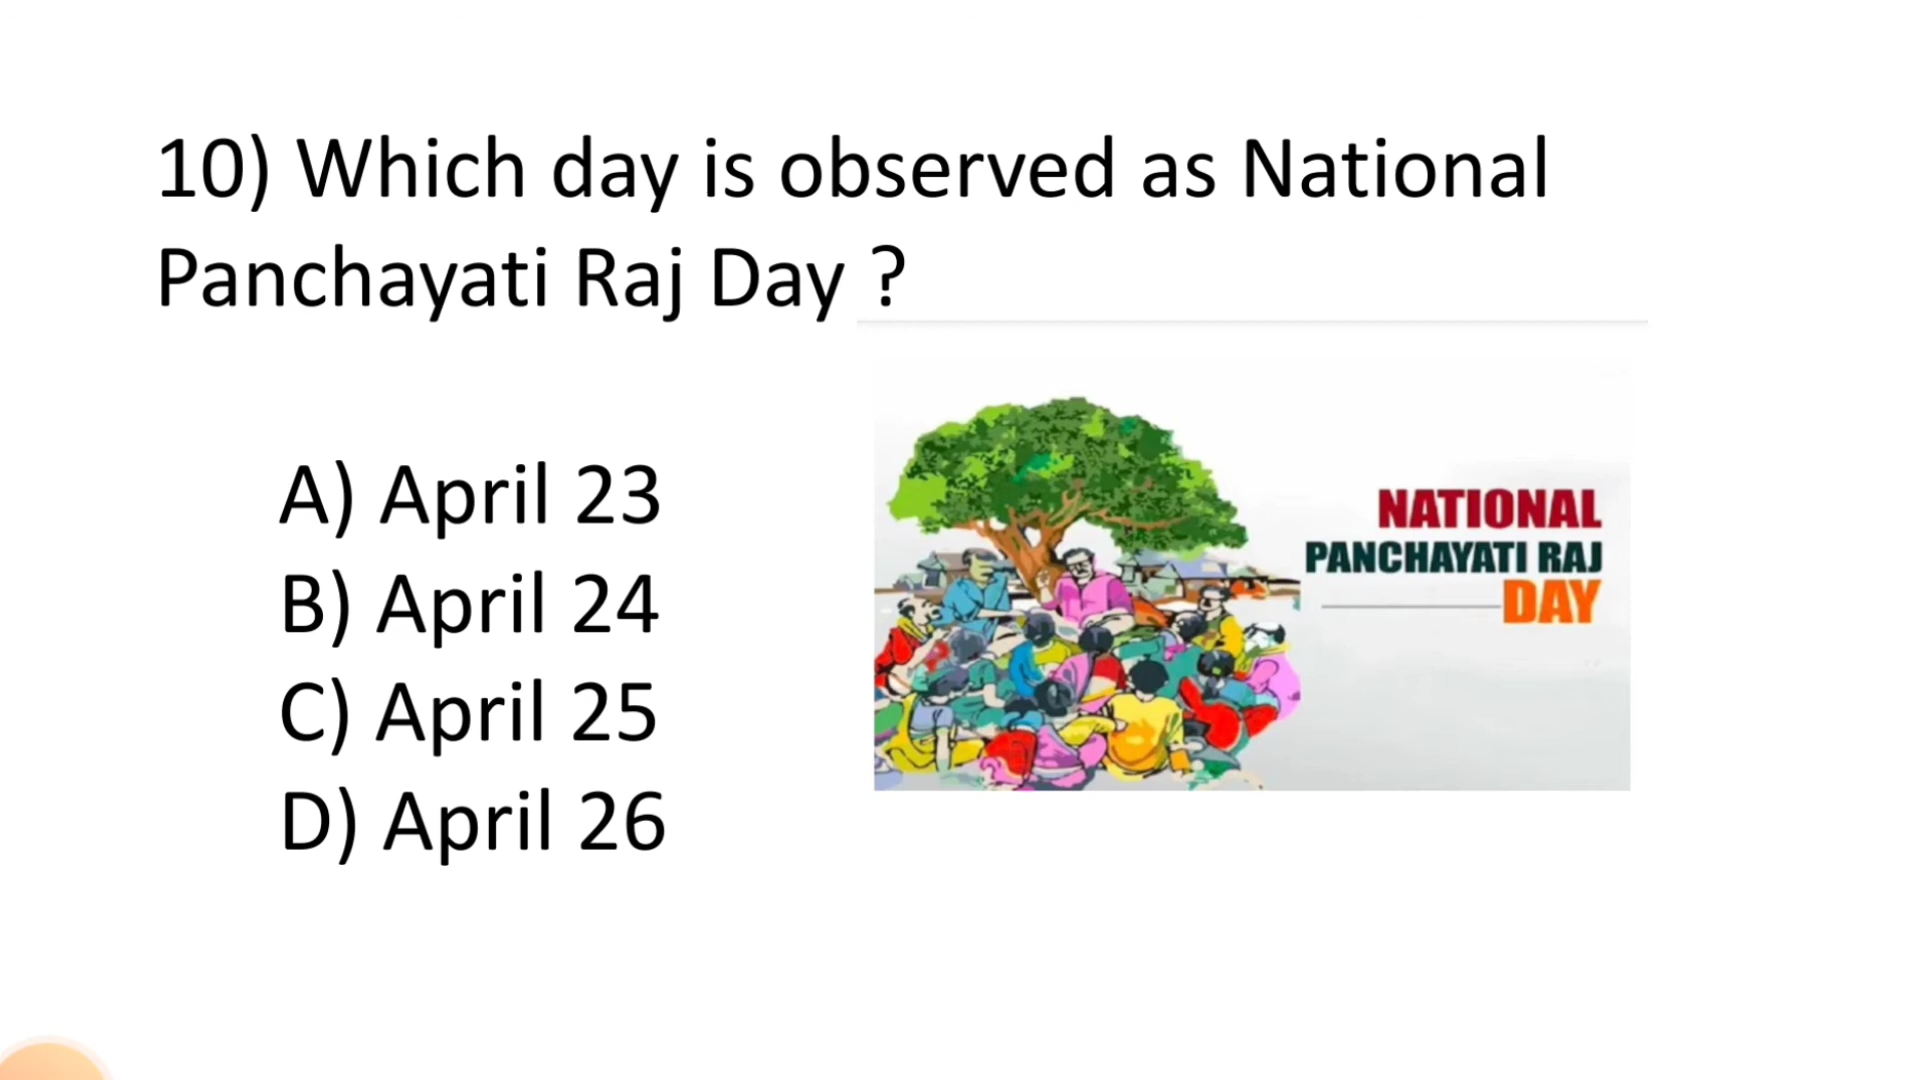 10) Which day is observed as National
Panchayati Raj Day ?
A) April 23
B) April 24
C) April 25
D) April 26
NATIONAL
PANCHAYATI RAJ
DAY